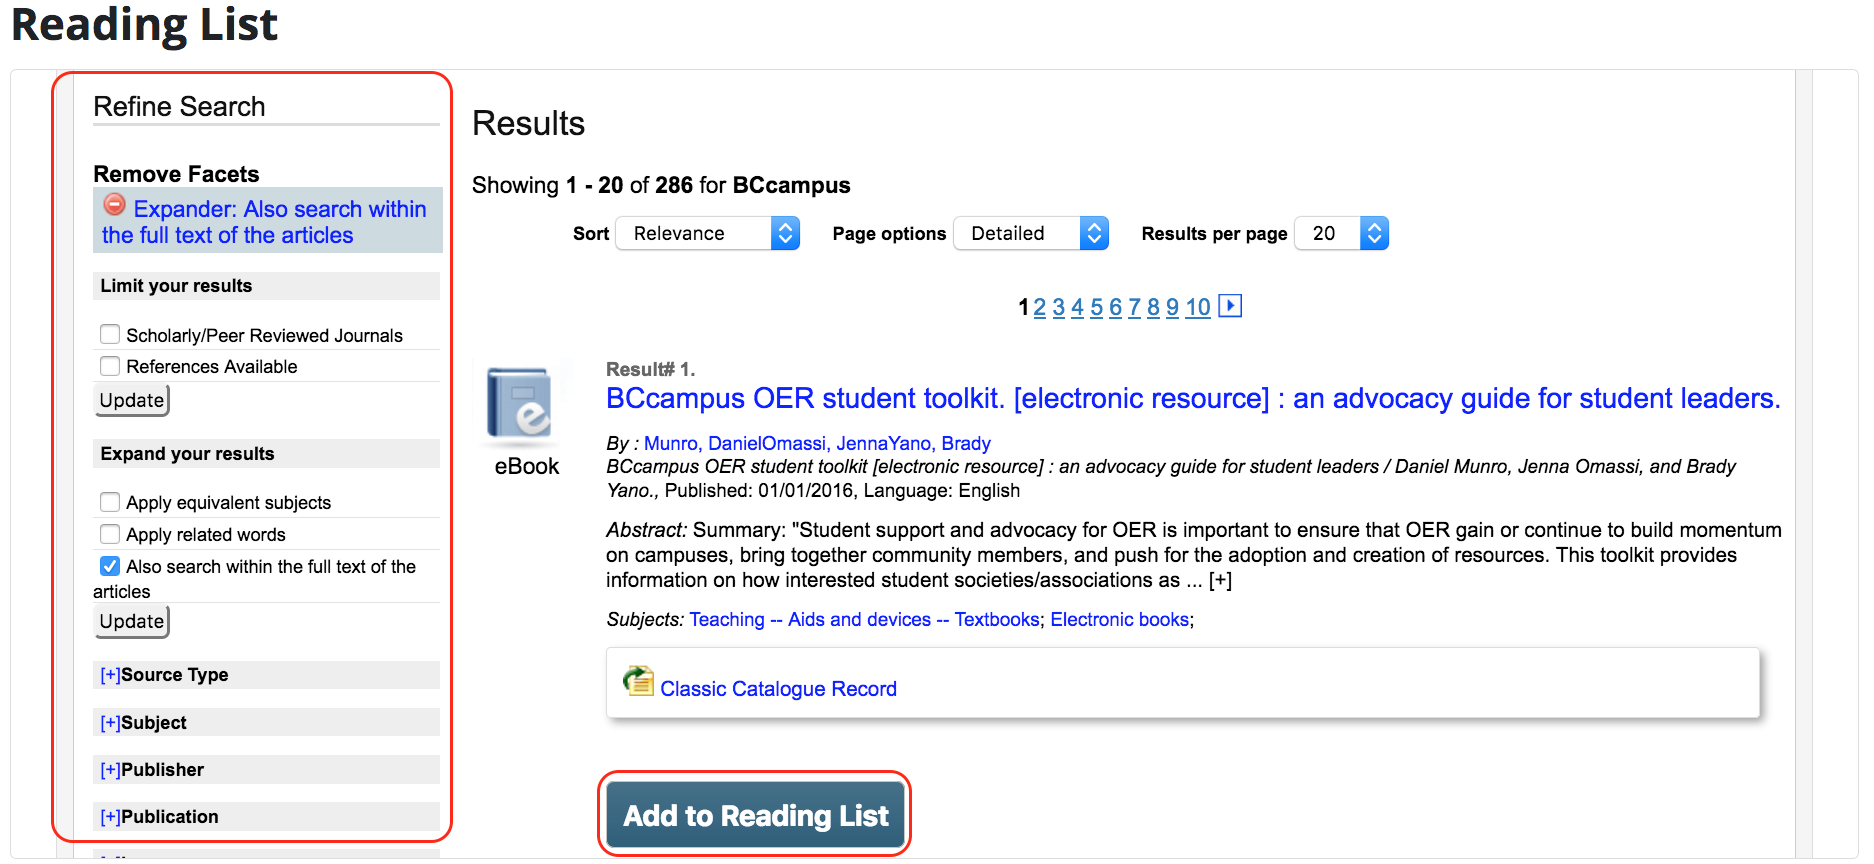 Reading List
Refine Search
Remove Facets
Expander: Also search within
the full text of the articles
Limit your results
Scholarly/Peer Reviewed Journals
References Available
Update
Expand your results
Apply equivalent subjects
Apply related words
Also search within the full text of the
articles
Update
[+]Source Type
[+]Subject
[+]Publisher
[+]Publication
Results
Showing 1 - 20 of 286 for BCcampus
Sort Relevance Page options Detailed Results per page 20
1 2 3 4 5 6 7 8 9 10
eBook
Result# 1.
BCcampus OER student toolkit. [electronic resource] : an advocacy guide for student leaders.
By : Munro, DanielOmassi, JennaYano, Brady
BCcampus OER student toolkit [electronic resource] : an advocacy guide for student leaders / Daniel Munro, Jenna Omassi, and Brady
Yano., Published: 01/01/2016, Language: English
Abstract: Summary: "Student support and advocacy for OER is important to ensure that OER gain or continue to build momentum
on campuses, bring together community members, and push for the adoption and creation of resources. This toolkit provides
information on how interested student societies/associations as ... [+]
Subjects: Teaching -- Aids and devices -- Textbooks; Electronic books;
Classic Catalogue Record
Add to Reading List